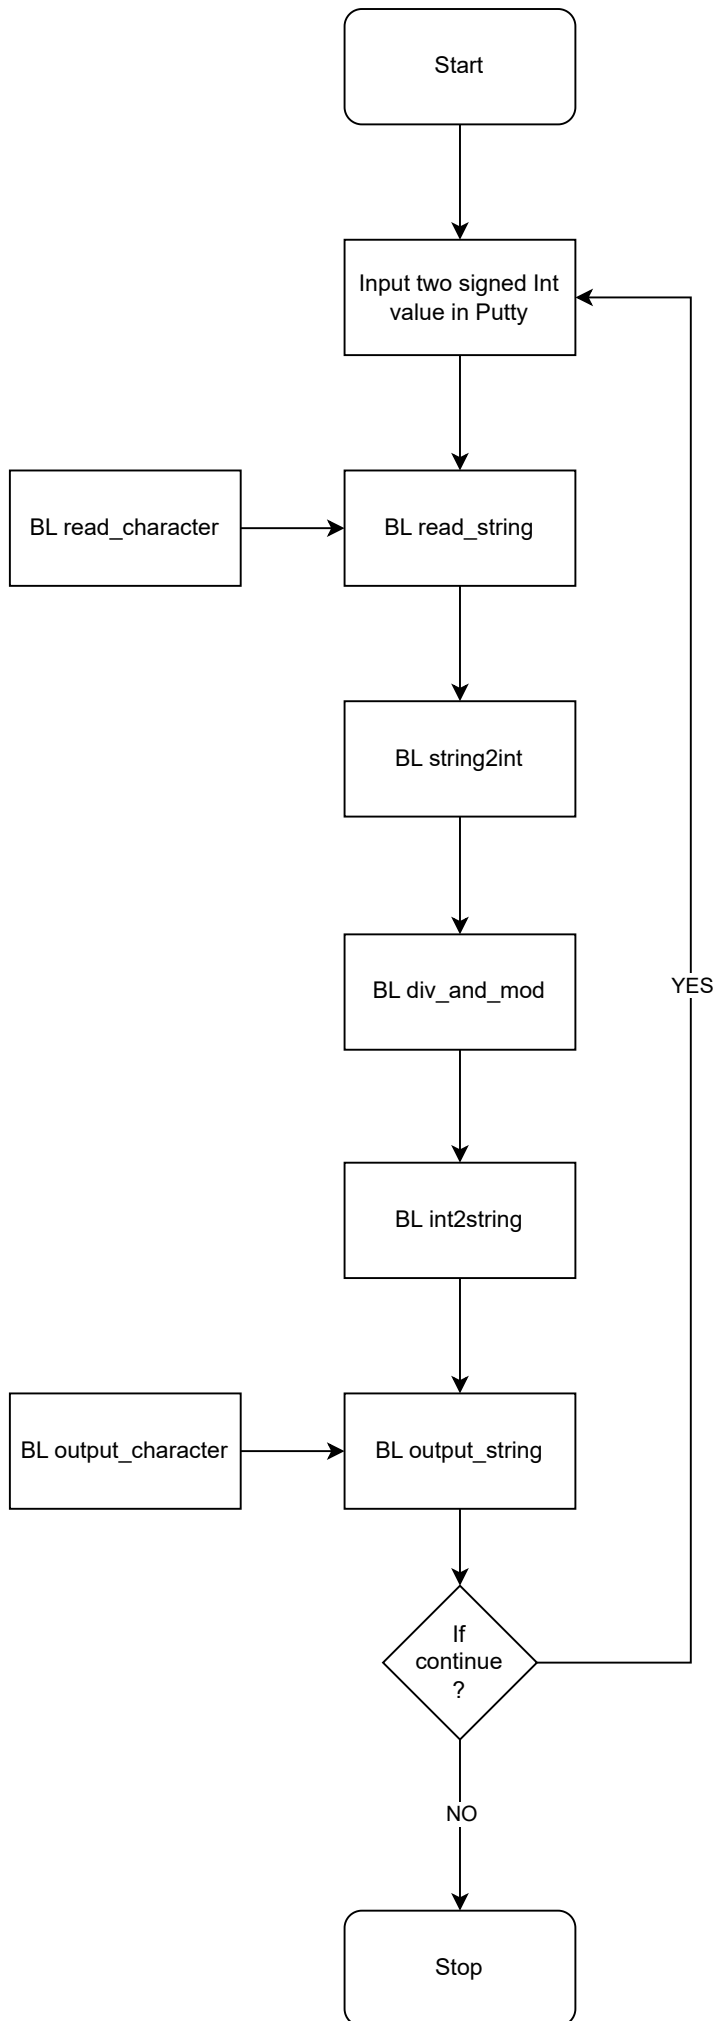 Start
Input two signed Int
value in Putty
BL read_character
BL read_string
BL string2int
BL div_and_mod
YES
BL int2string
BL output_character
BL output_string
If
continue
?
NO
Stop